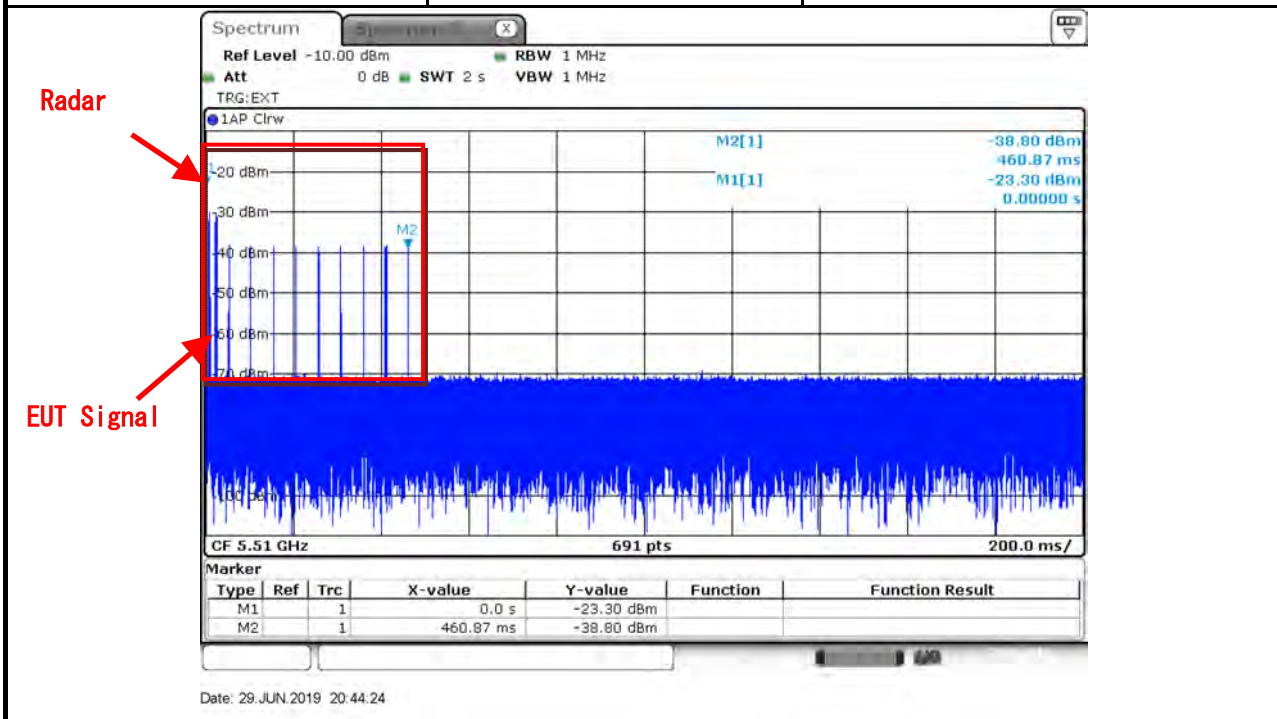 Spectrum
X
Ref Level -10.00 dBm RBW 1 MHz
Att 0 dB SWT 2 s VBW 1 MHz
TRG:EXT
1AP Clrw
Radar
M2[1] -38.80 dBm
460.87 ms
M1[1] -23.30 dBm
0.00000 s
-20 dBm
-30 dBm
M2
-40 dBm
-50 dBm
-60 dBm
-70 dBm
EUT Signal
CF 5.51 GHz 691 pts 200.0 ms/
Marker
Type Ref Trc X-value Y-value Function Function Result
M1 1 0.0 s -23.30 dBm
M2 1 460.87 ms -38.80 dBm
Date: 29.JUN.2019 20:44:24